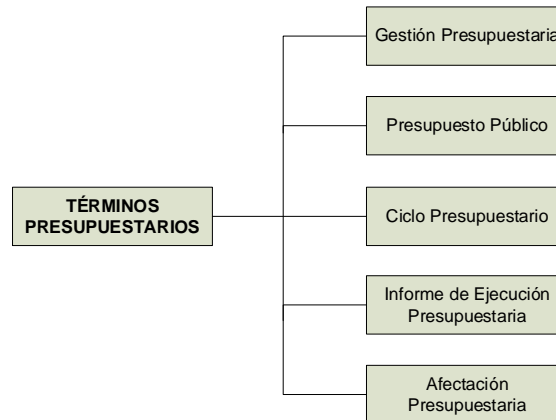 Gestión Presupuestaria
Presupuesto Público
TÉRMINOS
PRESUPUESTARIOS
Ciclo Presupuestario
Informe de Ejecución
Presupuestaria
Afectación
Presupuestaria